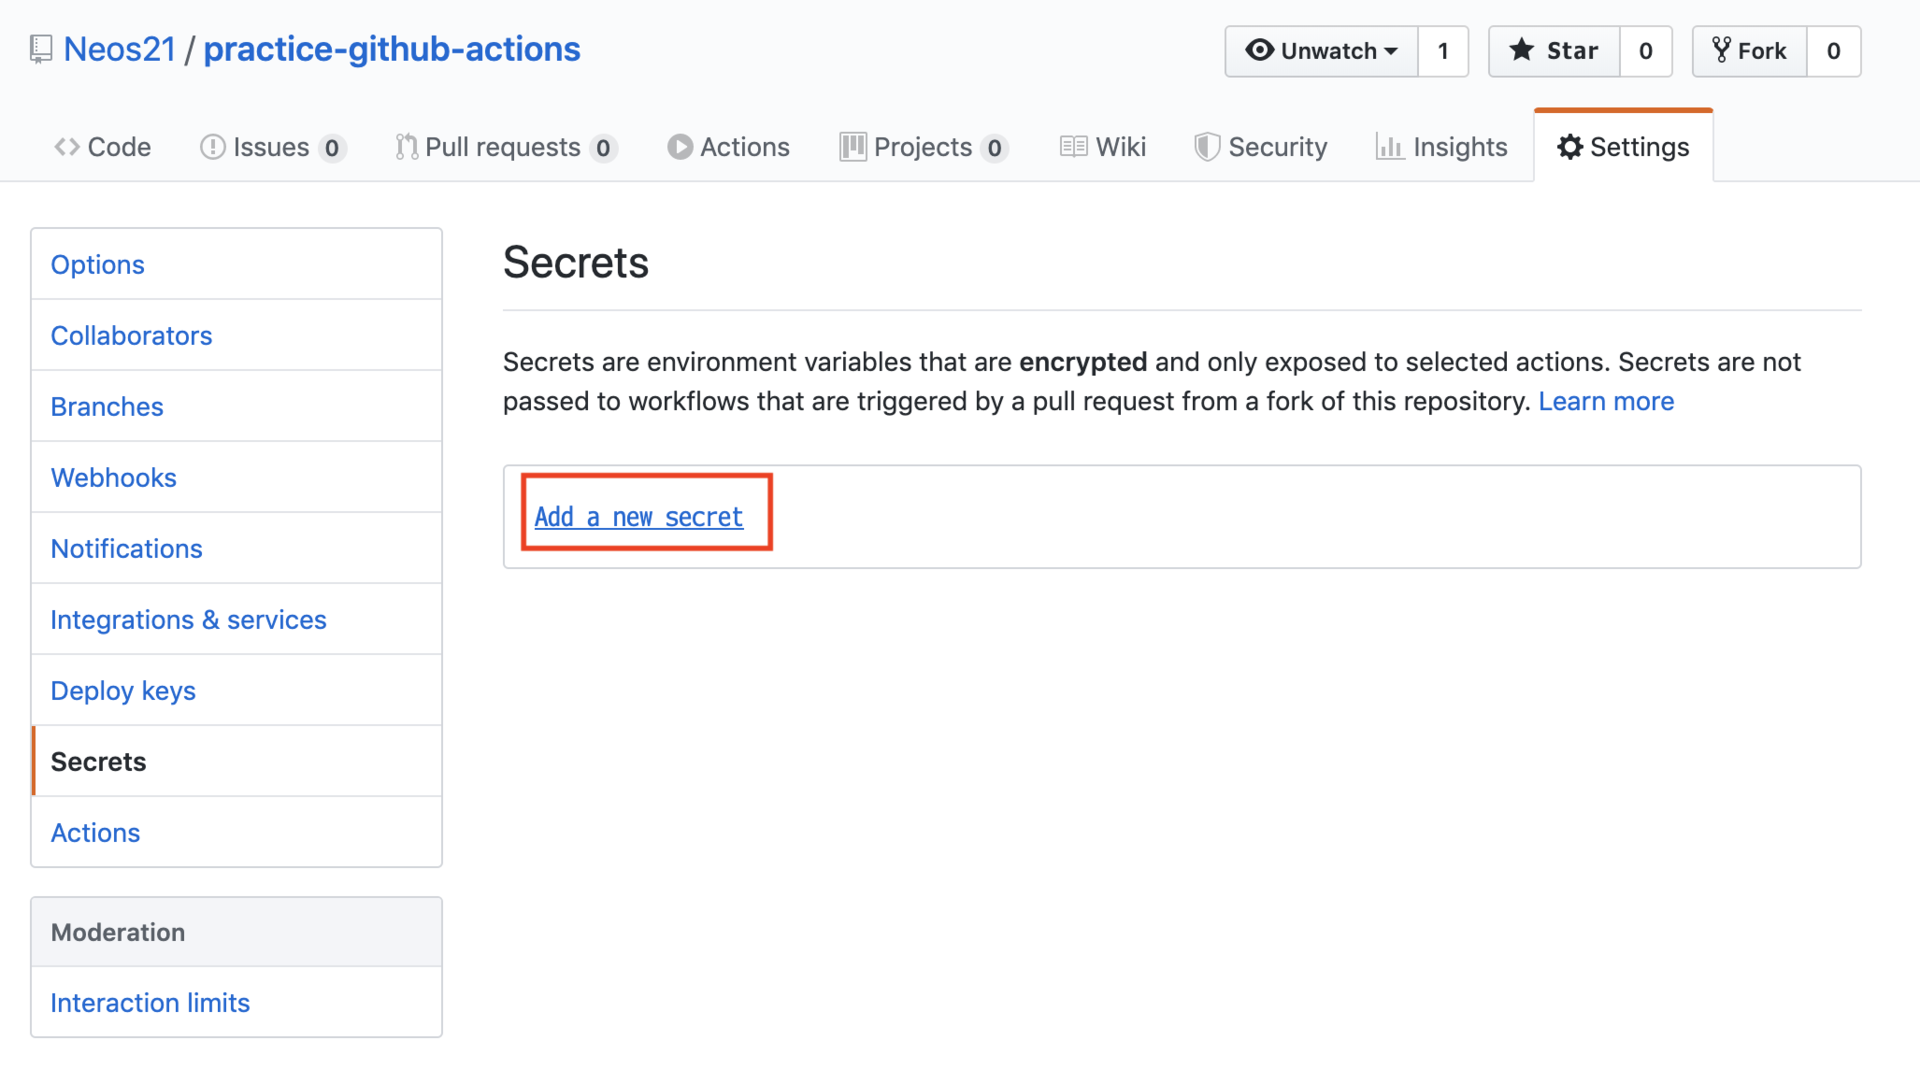 Neos21 / practice-github-actions
Unwatch 1
Star 0
Fork 0
Code
Issues 0
Pull requests 0
Actions
Projects 0
Wiki
Security
Insights
Settings
Options
Collaborators
Branches
Webhooks
Notifications
Integrations & services
Deploy keys
Secrets
Actions
Moderation
Interaction limits
Secrets
Secrets are environment variables that are encrypted and only exposed to selected actions. Secrets are not
passed to workflows that are triggered by a pull request from a fork of this repository. Learn more
Add a new secret